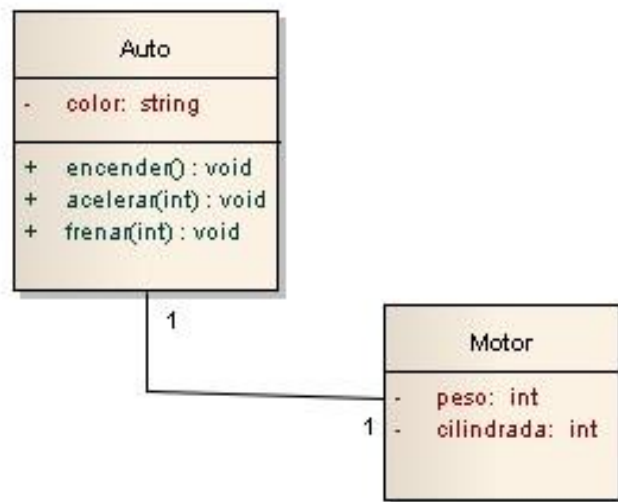 Auto
- color: string
+ encender() : void
+ acelerar(int) : void
+ frenar(int) : void
1
Motor
- peso: int
1 - cilindrada: int